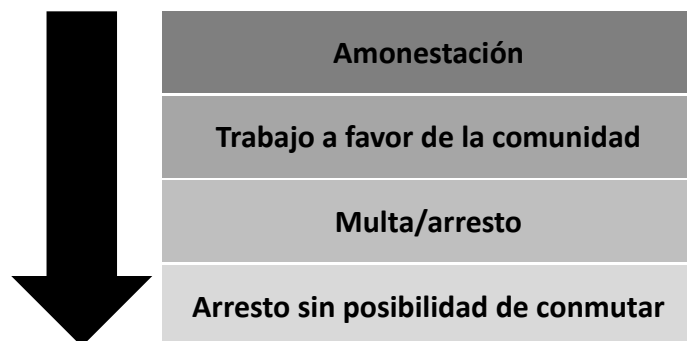 Amonestación
Trabajo a favor de la comunidad
Multa/arresto
Arresto sin posibilidad de conmutar